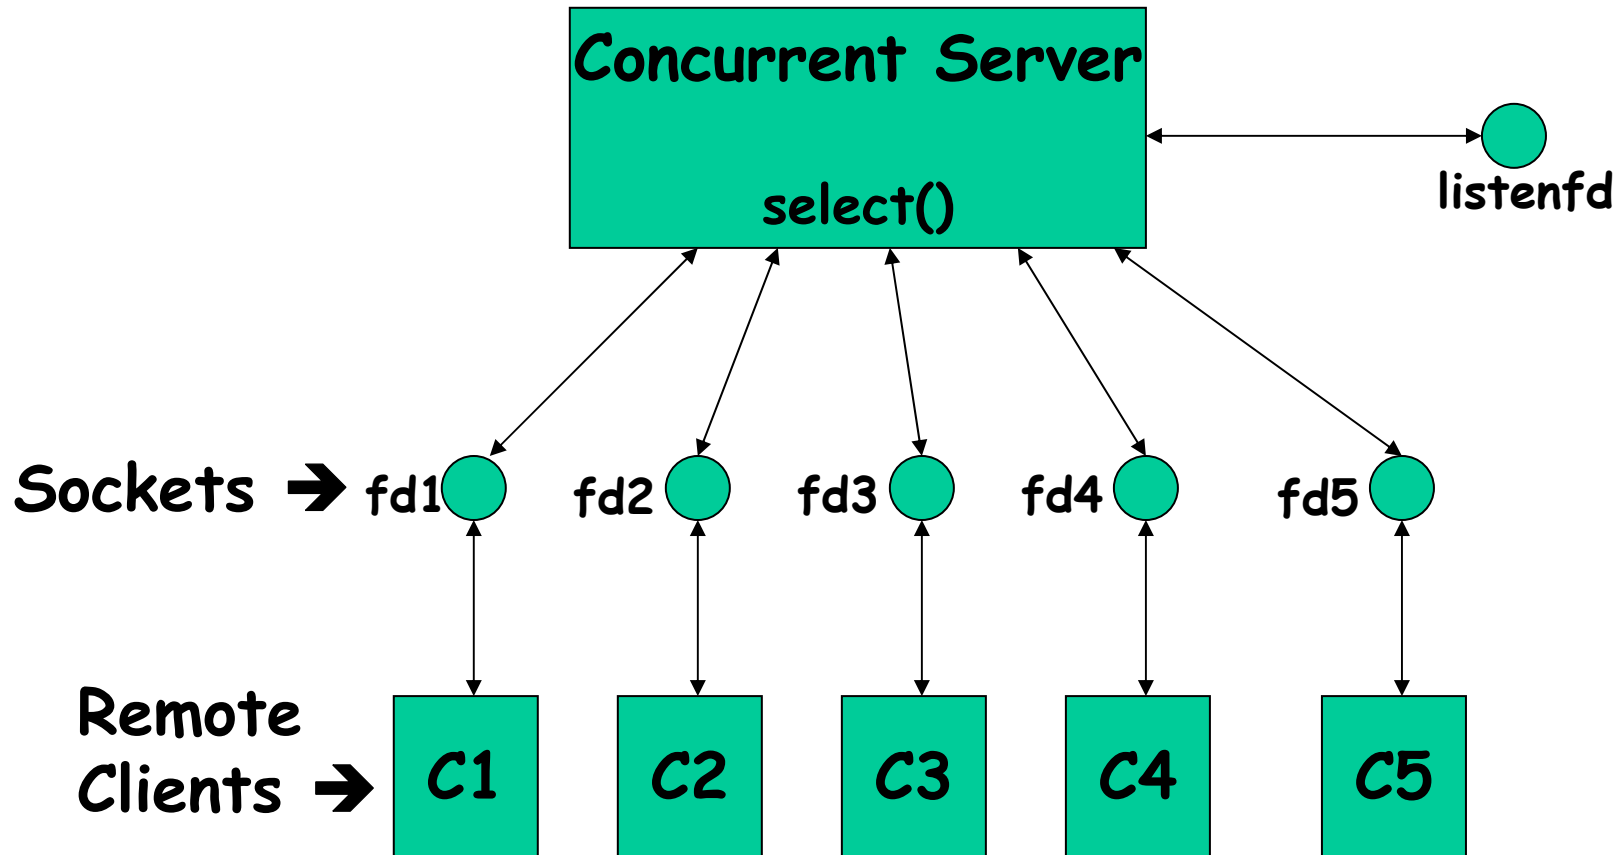 Concurrent Server
select()
listenfd
Sockets ➔
fd1
fd2
fd3
fd4
fd5
Remote
Clients ➔
C1
C2
C3
C4
C5